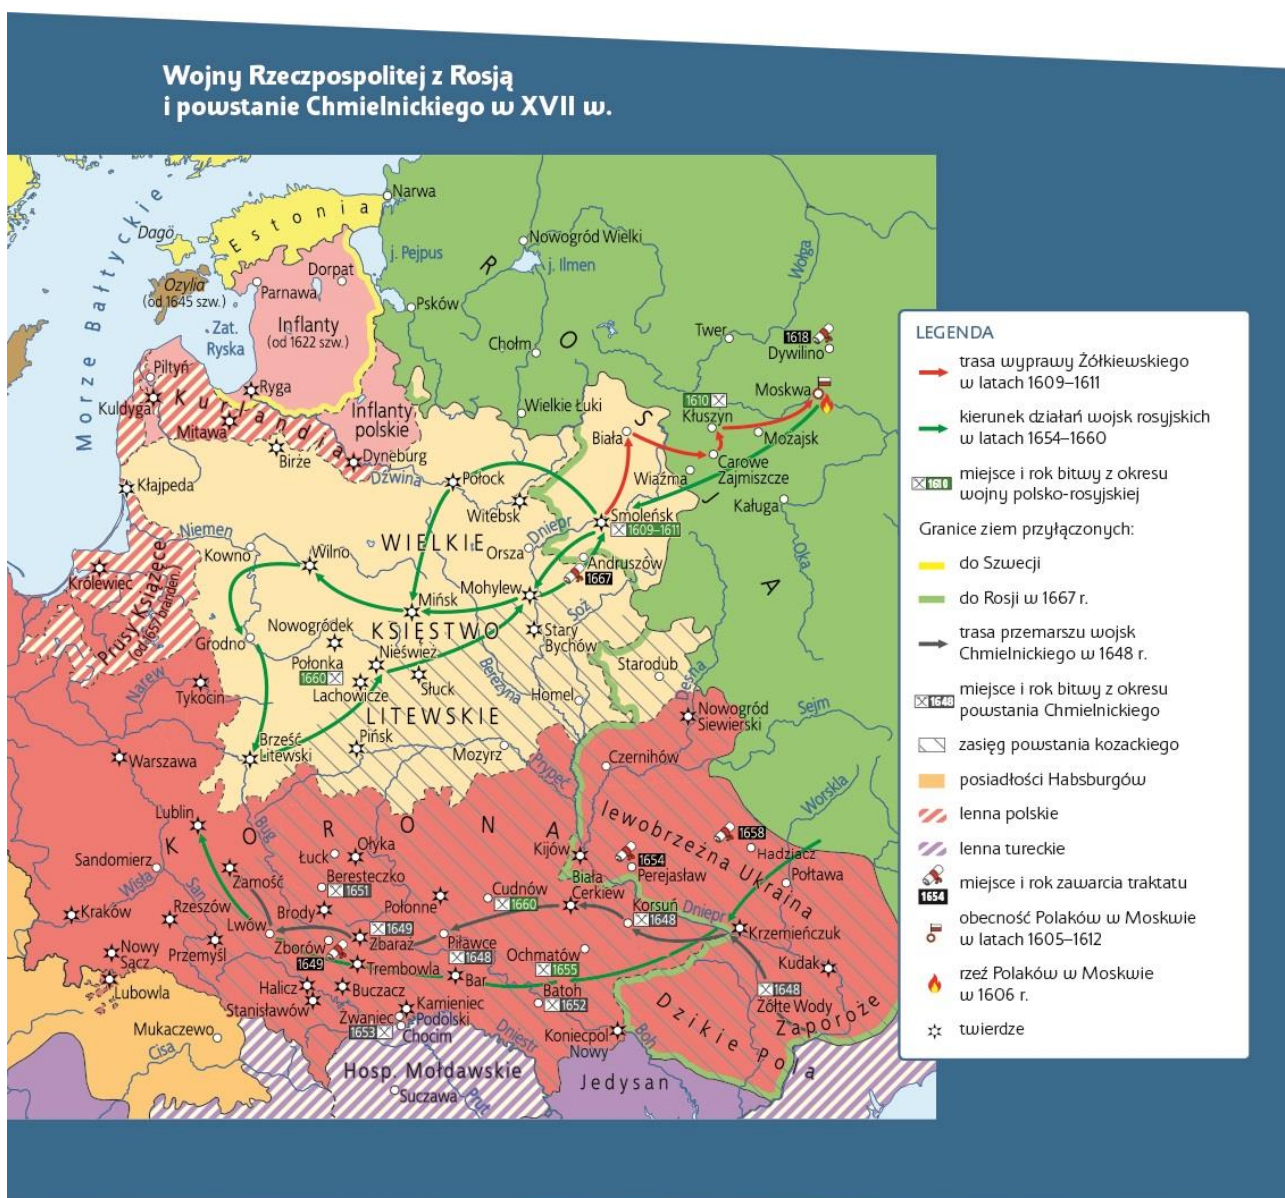 Wojny Rzeczpospolitej z Rosją
i powstanie Chmielnickiego w XVII w.
Morze Bałtyckie
Narwa
Estonia
Dagö
j. Pejpus
Nowogród Wielki
j. Ilmen
Wołga
Ozylia
(od 1645 szw.)
Dorpat
Parnawa
Psków
Inflanty
(od 1622 szw.)
Zat.
Ryska
ROSJA
Chołm
Twer
1618
Dywilino
Piltyń
Ryga
Kuldyga
Kurlandia
Mitawa
Inflanty
polskie
Wielkie Łuki
Moskwa
1610
Kłuszyn
Możajsk
Biała
Birże
Dyneburg
Dźwina
Carowe
Zajmiszcze
Wiaźma
Kłajpeda
Połock
Witebsk
Kaługa
Smoleńsk
1609–1611
Niemen
Kowno
Wilno
WIELKIE
Orsza
Dniepr
Oka
Królewiec
Prusy Książęce
(od 1657 branden.)
Andruszów
1667
Mohylew
Mińsk
Soż
Nowogródek
KSIĘSTWO
Stary
Bychów
Grodno
Połonka
1660
Nieśwież
Lachowicze
Słuck
Berezyna
Starodub
Desna
Narew
Tykocin
Homel
LITEWSKIE
Nowogród
Siewierski
Sejm
Brześć
Litewski
Pińsk
Mozyrz
Warszawa
Prypeć
Czernihów
Worskla
Lublin
Bug
KORONA
lewobrzeżna Ukraina
1658
Hadziacz
Łuck
Ołyka
Kijów
1654
Perejasław
Sandomierz
Wisła
San
Zamość
Beresteczko
1651
Biała
Cerkiew
Połtawa
Cudnów
1660
Kraków
Rzeszów
Brody
Połonne
Korsuń
1648
Dniepr
Lwów
1649
Zbaraż
Krzemieńczuk
Nowy
Sącz
Przemyśl
Zborów
1649
Piławce
1648
Ochmatów
1655
Trembowla
Kudak
Lubowla
Halicz
Buczacz
Bar
Batoh
1652
1648
Żółte Wody
Stanisławów
Kamieniec
Podolski
Dzikie Pola
Zaporoże
Żwaniec
1653
Chocim
Mukaczewo
Cisa
Dniestr
Koniecpol
Nowy
Boh
Hosp. Mołdawskie
Jedysan
Suczawa
Prut
LEGENDA
trasa wyprawy Żółkiewskiego
w latach 1609–1611
kierunek działań wojsk rosyjskich
w latach 1654–1660
1610
miejsce i rok bitwy z okresu
wojny polsko-rosyjskiej
Granice ziem przyłączonych:
do Szwecji
do Rosji w 1667 r.
trasa przemarszu wojsk
Chmielnickiego w 1648 r.
1648
miejsce i rok bitwy z okresu
powstania Chmielnickiego
zasięg powstania kozackiego
posiadłości Habsburgów
lenna polskie
lenna tureckie
miejsce i rok zawarcia traktatu
1654
obecność Polaków w Moskwie
w latach 1605–1612
rzeź Polaków w Moskwie
w 1606 r.
twierdze